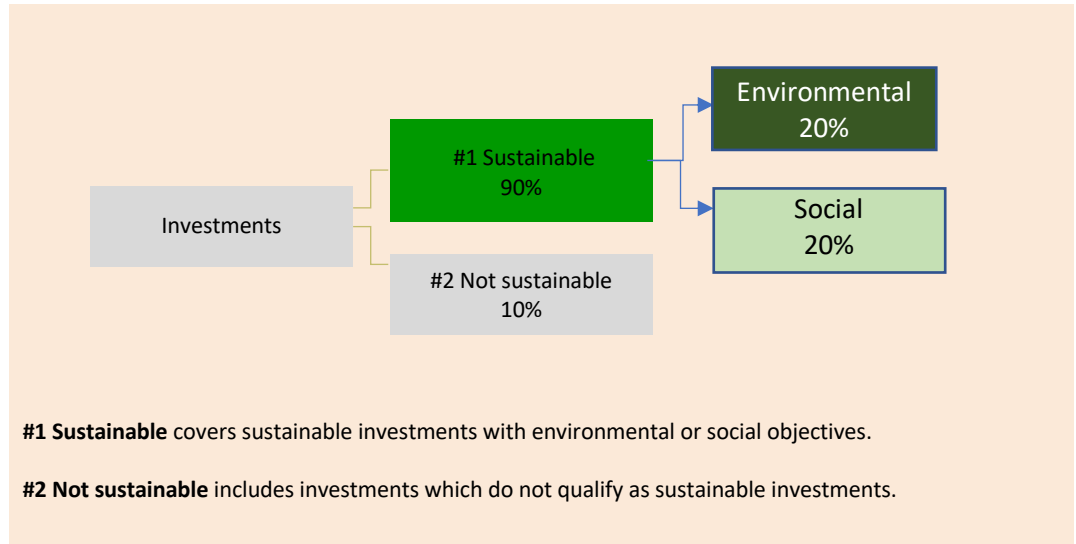 Environmental
20%
#1 Sustainable
90%
Investments
Social
20%
#2 Not sustainable
10%
#1 Sustainable covers sustainable investments with environmental or social objectives.
#2 Not sustainable includes investments which do not qualify as sustainable investments.